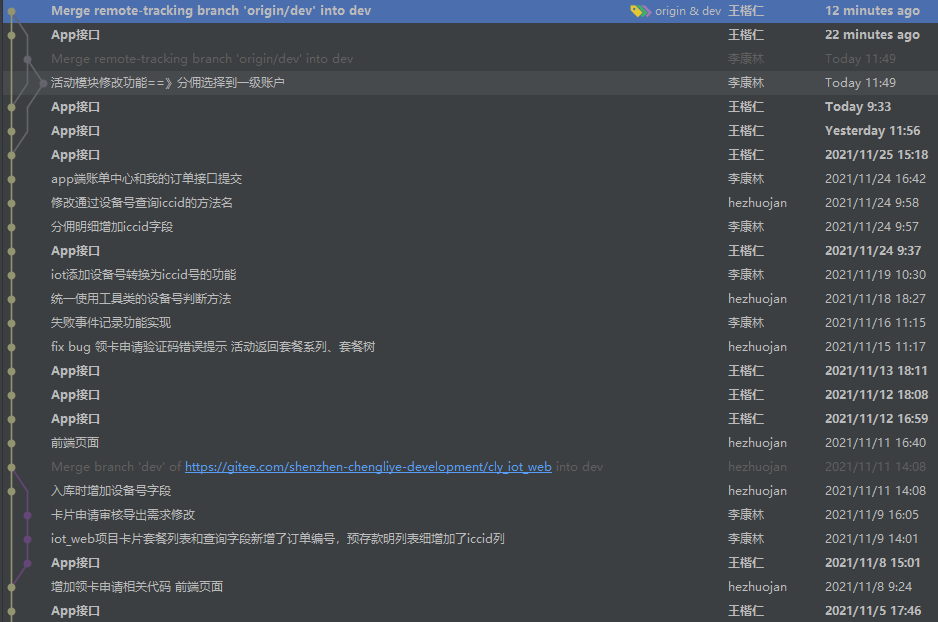 Merge remote-tracking branch 'origin/dev' into dev origin & dev 王楷仁 12 minutes ago
App接口 王楷仁 22 minutes ago
Merge remote-tracking branch 'origin/dev' into dev 李康林 Today 11:49
活动模块修改功能==》分佣选择到一级账户 李康林 Today 11:49
App接口 王楷仁 Today 9:33
App接口 王楷仁 Yesterday 11:56
App接口 王楷仁 2021/11/25 15:18
app端账单中心和我的订单接口提交 李康林 2021/11/24 16:42
修改通过设备号查询iccid的方法名 hezhuojan 2021/11/24 9:58
分佣明细增加iccid字段 李康林 2021/11/24 9:57
App接口 王楷仁 2021/11/24 9:37
iot添加设备号转换为iccid号的功能 李康林 2021/11/19 10:30
统一使用工具类的设备号判断方法 hezhuojan 2021/11/18 18:27
失败事件记录功能实现 李康林 2021/11/16 11:15
fix bug 领卡申请验证码错误提示 活动返回套餐系列、套餐树 hezhuojan 2021/11/15 11:17
App接口 王楷仁 2021/11/13 18:11
App接口 王楷仁 2021/11/12 18:08
App接口 王楷仁 2021/11/12 16:59
前端页面 hezhuojan 2021/11/11 16:40
Merge branch 'dev' of https://gitee.com/shenzhen-chengliye-development/cly_iot_web into dev hezhuojan 2021/11/11 14:08
入库时增加设备号字段 hezhuojan 2021/11/11 14:08
卡片申请审核导出需求修改 李康林 2021/11/9 16:05
iot_web项目卡片套餐列表和查询字段新增了订单编号，预存款明列表细增加了iccid列 李康林 2021/11/9 14:01
App接口 王楷仁 2021/11/8 15:01
增加领卡申请相关代码 前端页面 hezhuojan 2021/11/8 9:24
App接口 王楷仁 2021/11/5 17:46